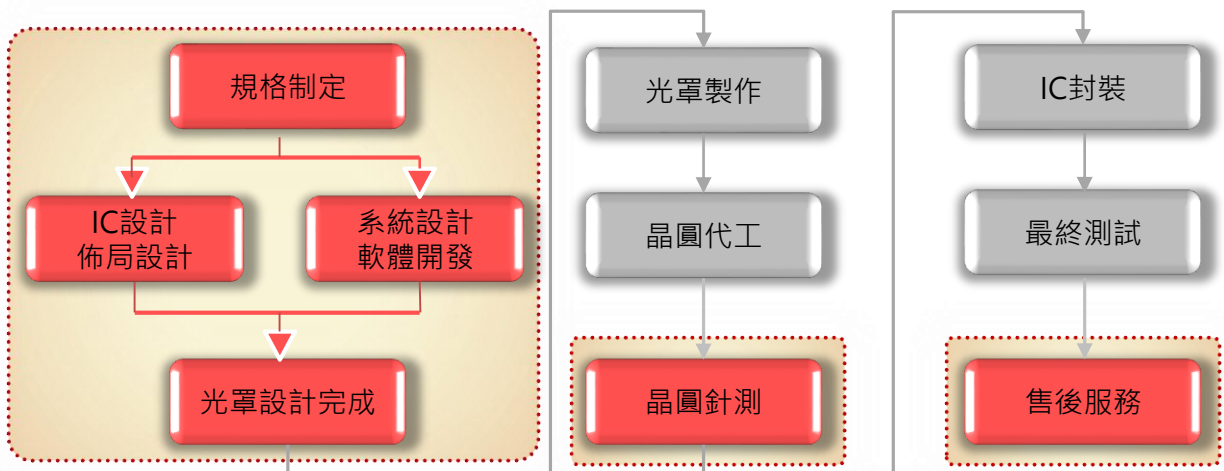 規格制定
IC設計
佈局設計
系統設計
軟體開發
光罩設計完成
光罩製作
晶圓代工
晶圓針測
IC封裝
最終測試
售後服務